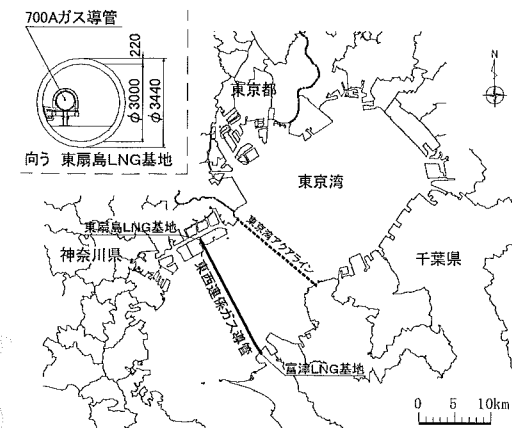 700Aガス導管
220
φ3000
φ3440
向う 東扇島LNG基地
東京都
N
東京湾
東扇島LNG基地
神奈川県
東京湾アクアライン
千葉県
東西連係ガス導管
富津LNG基地
0 5 10km